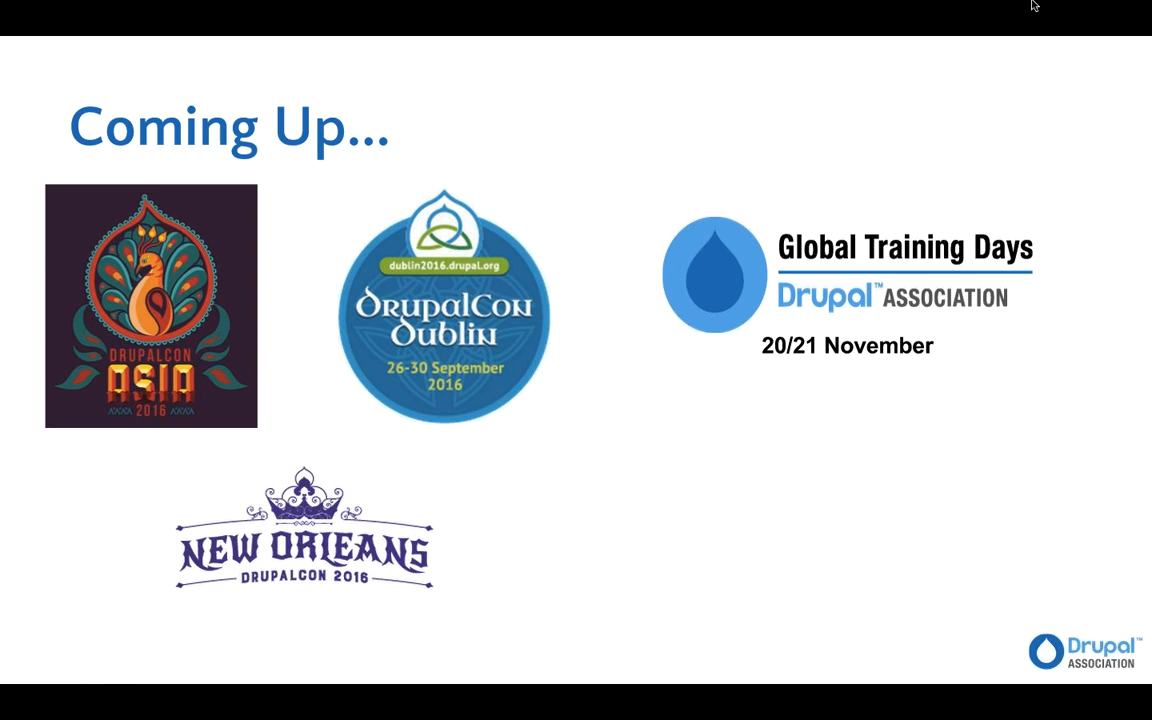 Coming Up...
DRUPALCON
ASIA
2016
dublin2016.drupal.org
DrupalCon
Dublin
26-30 September
2016
Global Training Days
Drupal™ ASSOCIATION
20/21 November
NEW ORLEANS
DRUPALCON 2016
Drupal™
ASSOCIATION